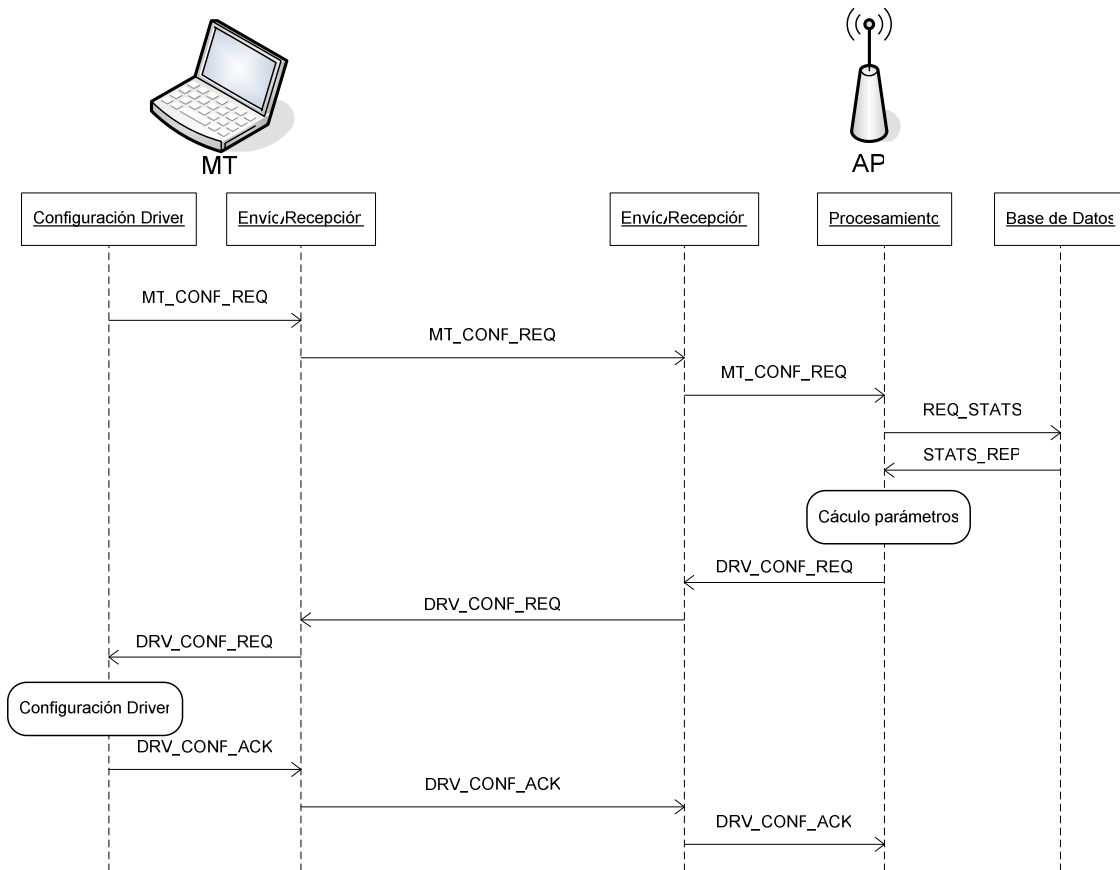 MT
AP
Configuración Driver
Envío/Recepción
Envío/Recepción
Procesamiento
Base de Datos
MT_CONF_REQ
MT_CONF_REQ
MT_CONF_REQ
REQ_STATS
STATS_REP
Cáculo parámetros
DRV_CONF_REQ
DRV_CONF_REQ
DRV_CONF_REQ
Configuración Driver
DRV_CONF_ACK
DRV_CONF_ACK
DRV_CONF_ACK